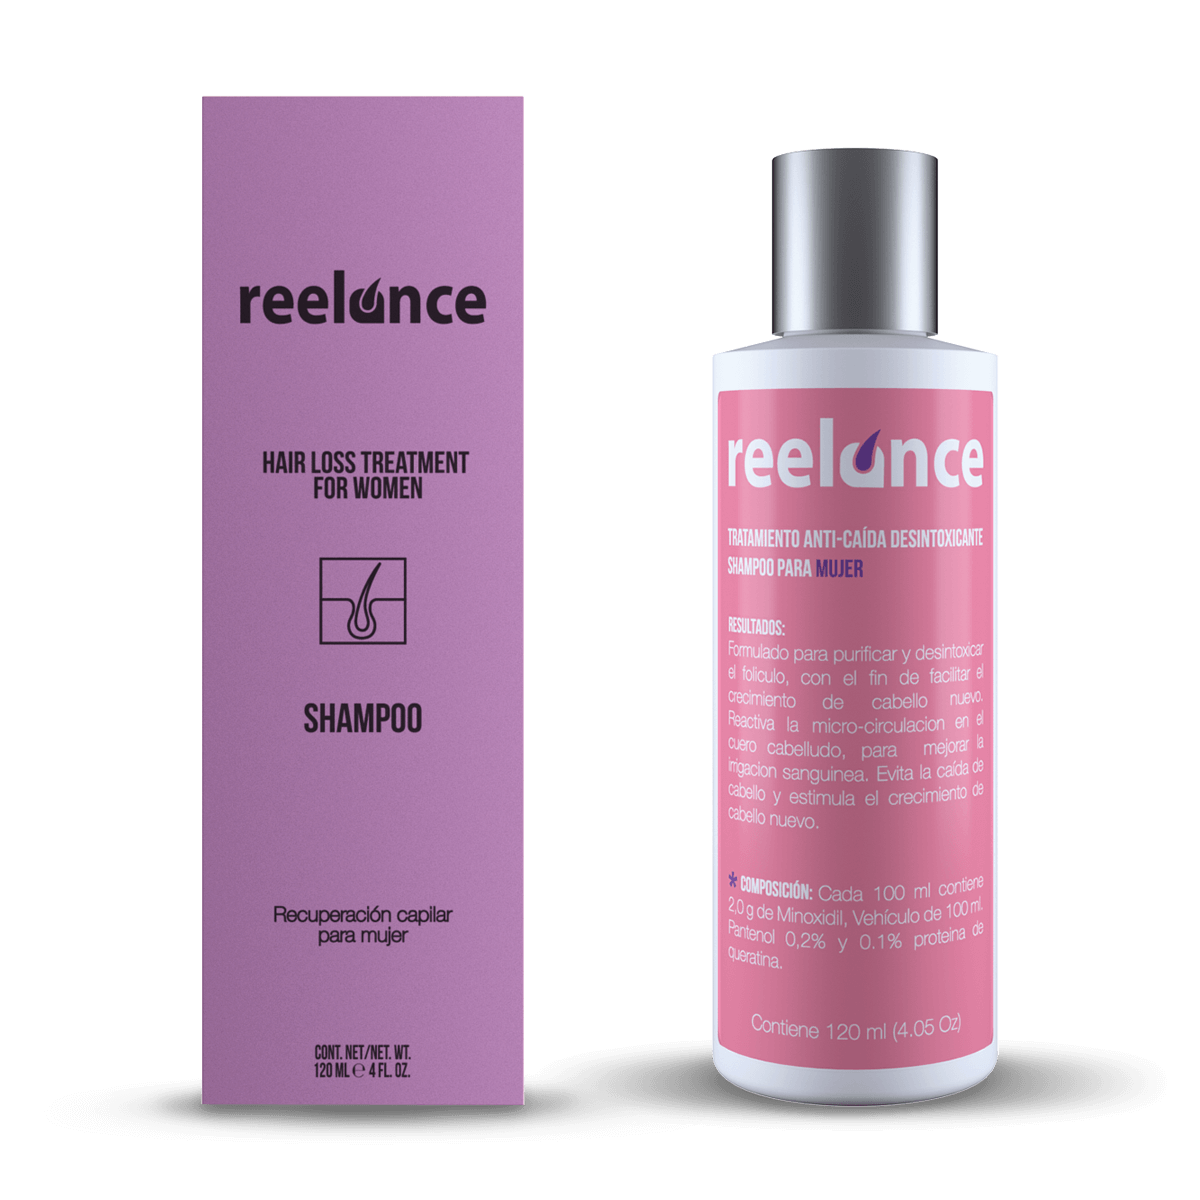 reelance
HAIR LOSS TREATMENT
FOR WOMEN
SHAMPOO
Recuperación capilar
para mujer
CONT. NET/NET. WT.
120 ML ℮ 4 FL. OZ.
reelance
TRATAMIENTO ANTI-CAÍDA DESINTOXICANTE
SHAMPOO PARA MUJER
RESULTADOS:
Formulado para purificar y desintoxicar
el foliculo, con el fin de facilitar el
crecimiento de cabello nuevo.
Reactiva la micro-circulacion en el
cuero cabelludo, para mejorar la
irrigacion sanguinea. Evita la caída de
cabello y estimula el crecimiento de
cabello nuevo.
* COMPOSICIÓN: Cada 100 ml contiene
2,0 g de Minoxidil, Vehículo de 100 ml.
Pantenol 0,2% y 0.1% proteina de
queratina.
Contiene 120 ml (4.05 Oz)